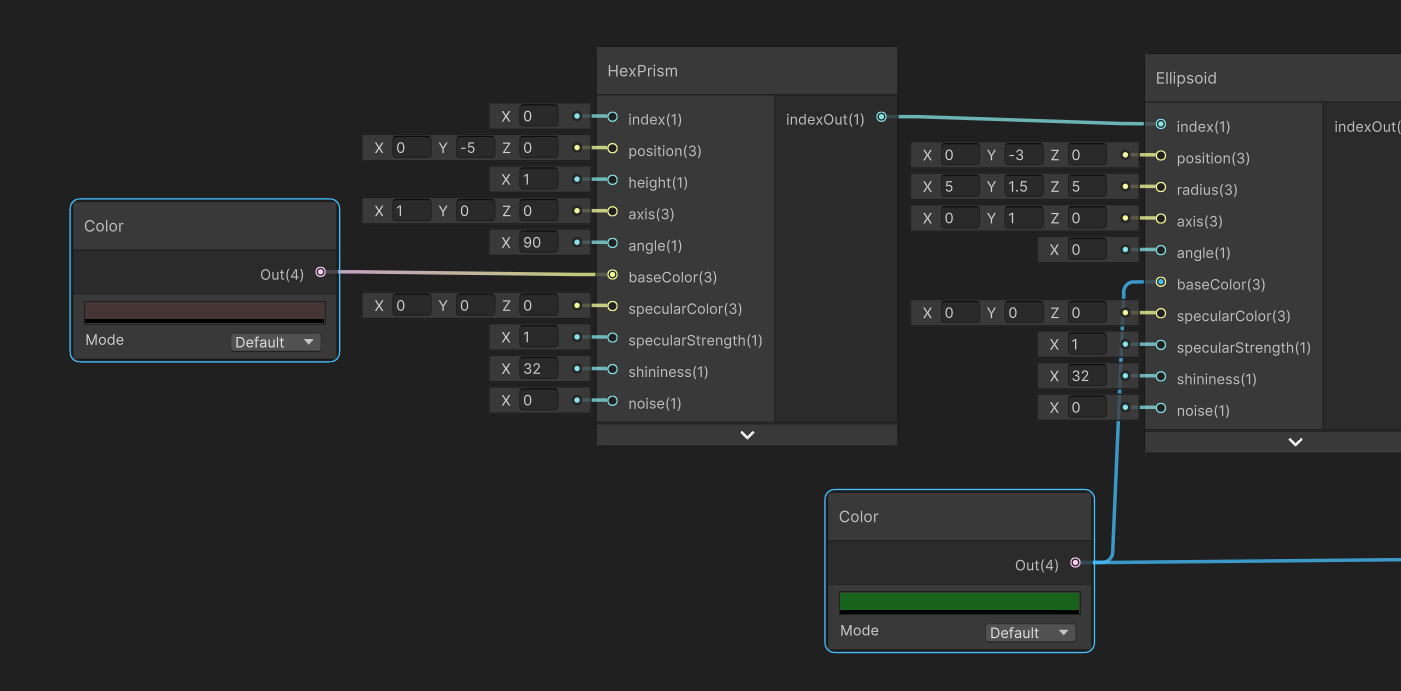 HexPrism
X 0 index(1)
indexOut(1)
X 0 Y -5 Z 0 position(3)
X 1 height(1)
X 1 Y 0 Z 0 axis(3)
X 90 angle(1)
baseColor(3)
X 0 Y 0 Z 0 specularColor(3)
X 1 specularStrength(1)
X 32 shininess(1)
X 0 noise(1)
Color
Out(4)
Mode Default
Ellipsoid
index(1)
indexOut(
X 0 Y -3 Z 0 position(3)
X 5 Y 1.5 Z 5 radius(3)
X 0 Y 1 Z 0 axis(3)
X 0 angle(1)
baseColor(3)
X 0 Y 0 Z 0 specularColor(3)
X 1 specularStrength(1)
X 32 shininess(1)
X 0 noise(1)
Color
Out(4)
Mode Default